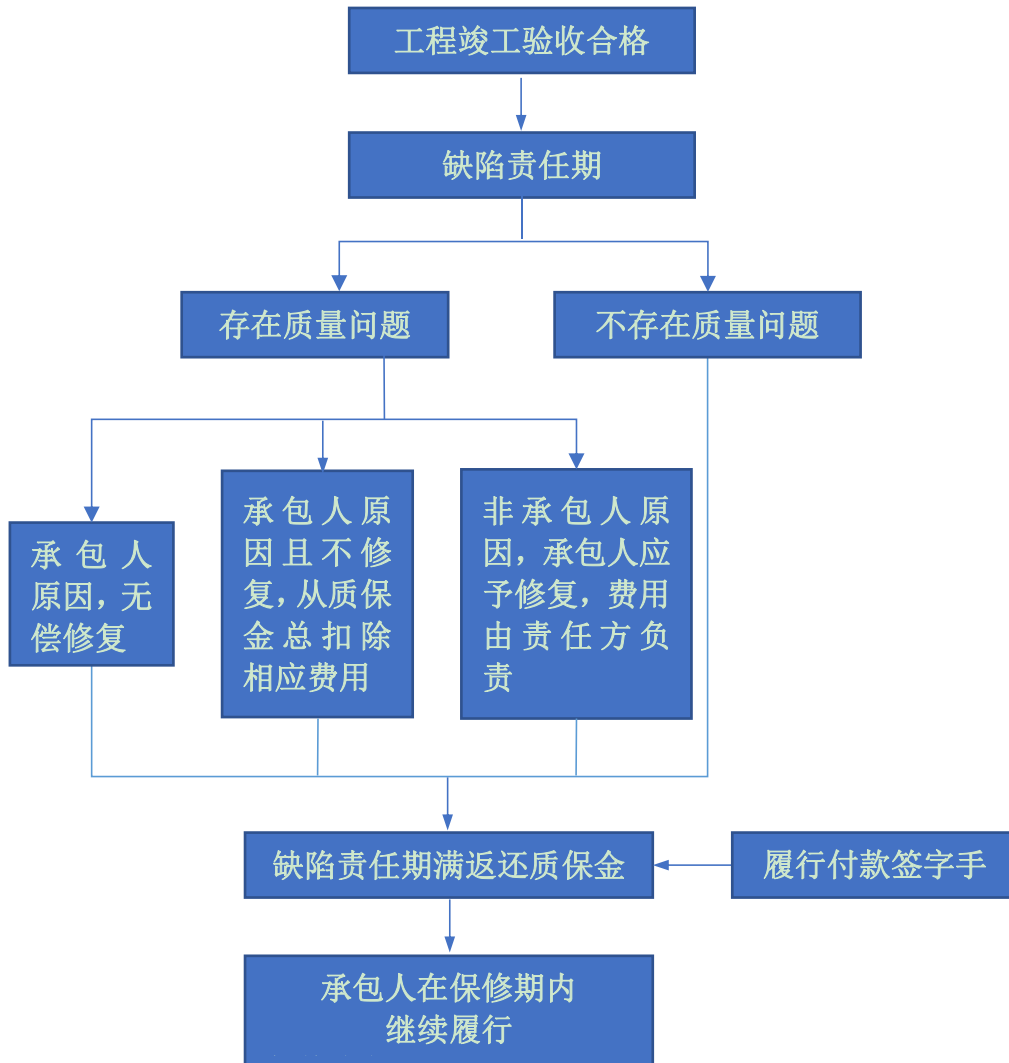 工程竣工验收合格
缺陷责任期
存在质量问题
不存在质量问题
承包人
原因，无
偿修复
承包人原
因且不修
复，从质保
金总扣除
相应费用
非承包人原
因，承包人应
予修复，费用
由责任方负
责
缺陷责任期满返还质保金
履行付款签字手
承包人在保修期内
继续履行